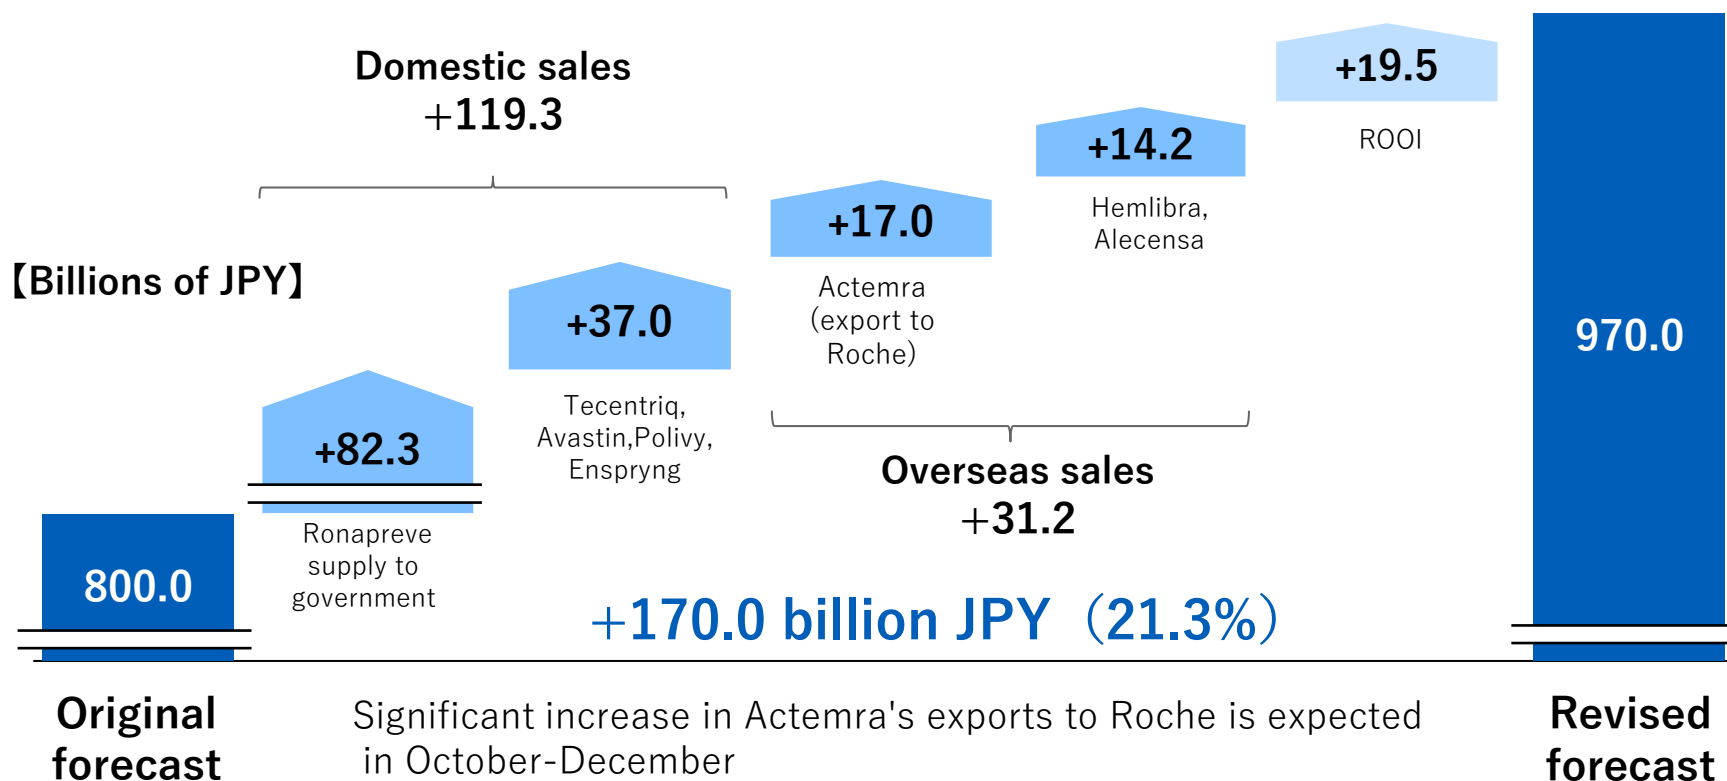 Domestic sales
+119.3
【Billions of JPY】
800.0
+82.3
Ronapreve
supply to
government
+37.0
Tecentriq,
Avastin,Polivy,
Enspryng
+17.0
Actemra
(export to
Roche)
+14.2
Hemlibra,
Alecensa
+19.5
ROOI
Overseas sales
+31.2
970.0
+170.0 billion JPY（21.3%）
Original
forecast
Significant increase in Actemra's exports to Roche is expected
in October-December
Revised
forecast